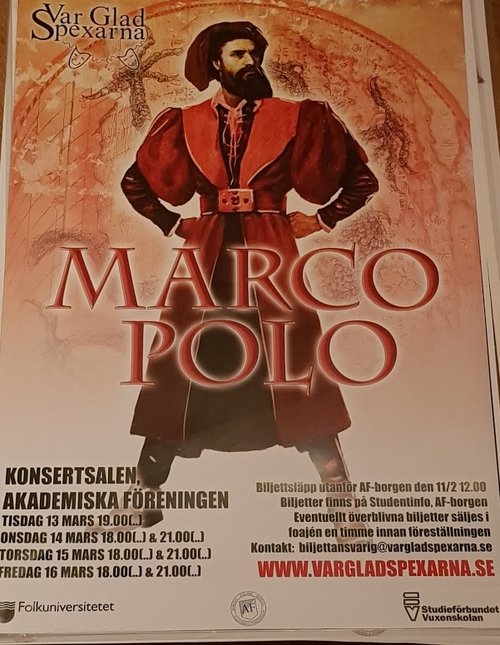 Var Glad
Spexarna
MARCO
POLO
KONSERTSALEN,
AKADEMISKA FÖRENINGEN
TISDAG 13 MARS 19.00(..)
ONSDAG 14 MARS 18.00(..) & 21.00(..)
TORSDAG 15 MARS 18.00(..) & 21.00(..)
FREDAG 16 MARS 18.00(..) & 21.00(..)
Biljettsläpp utanför AF-borgen den 11/2 12.00
Biljetter finns på Studentinfo, AF-borgen
Eventuellt överblivna biljetter säljes i
foajén en timme innan föreställningen
Kontakt: biljettansvarig@vargladspexarna.se
WWW.VARGLADSPEXARNA.SE
Folkuniversitetet
AF
SV
Studieförbundet
Vuxenskolan